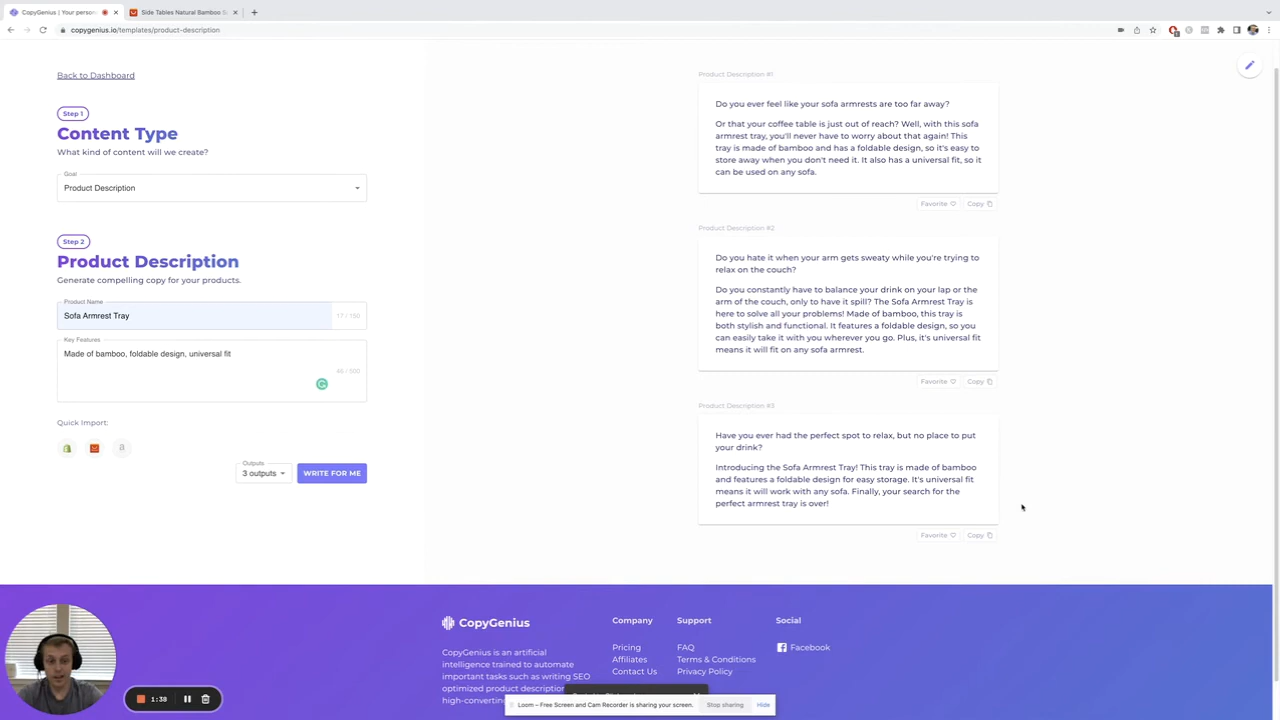 CopyGenius | Your person
Side Tables Natural Bamboo S
copygenius.io/templates/product-description
Back to Dashboard
Step 1
Content Type
What kind of content will we create?
Goal
Product Description
Step 2
Product Description
Generate compelling copy for your products.
Product Name
Sofa Armrest Tray
17 / 150
Key Features
Made of bamboo, foldable design, universal fit
46 / 500
Quick Import:
Outputs
3 outputs
WRITE FOR ME
Product Description #1
Do you ever feel like your sofa armrests are too far away?
Or that your coffee table is just out of reach? Well, with this sofa
armrest tray, you'll never have to worry about that again! This
tray is made of bamboo and has a foldable design, so it's easy to
store away when you don't need it. It also has a universal fit, so it
can be used on any sofa.
Favorite
Copy
Product Description #2
Do you hate it when your arm gets sweaty while you're trying to
relax on the couch?
Do you constantly have to balance your drink on your lap or the
arm of the couch, only to have it spill? The Sofa Armrest Tray is
here to solve all your problems! Made of bamboo, this tray is
both stylish and functional. It features a foldable design, so you
can easily take it with you wherever you go. Plus, it's universal fit
means it will fit on any sofa armrest.
Favorite
Copy
Product Description #3
Have you ever had the perfect spot to relax, but no place to put
your drink?
Introducing the Sofa Armrest Tray! This tray is made of bamboo
and features a foldable design for easy storage. It's universal fit
means it will work with any sofa. Finally, your search for the
perfect armrest tray is over!
Favorite
Copy
CopyGenius
CopyGenius is an artificial
intelligence trained to automate
important tasks such as writing SEO
optimized product description
high-converting
Company
Pricing
Affiliates
Contact Us
Support
FAQ
Terms & Conditions
Privacy Policy
Social
Facebook
1:38
Loom – Free Screen and Cam Recorder is sharing your screen.
Stop sharing
Hide